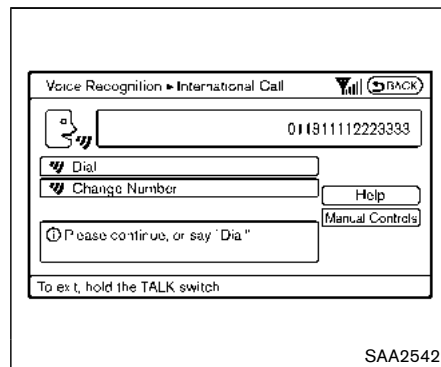 Voice Recognition ▸ International Call BACK
011911112223333
Dial
Change Number
Help
Manual Controls
Please continue, or say "Dial"
To exit, hold the TALK switch
SAA2542